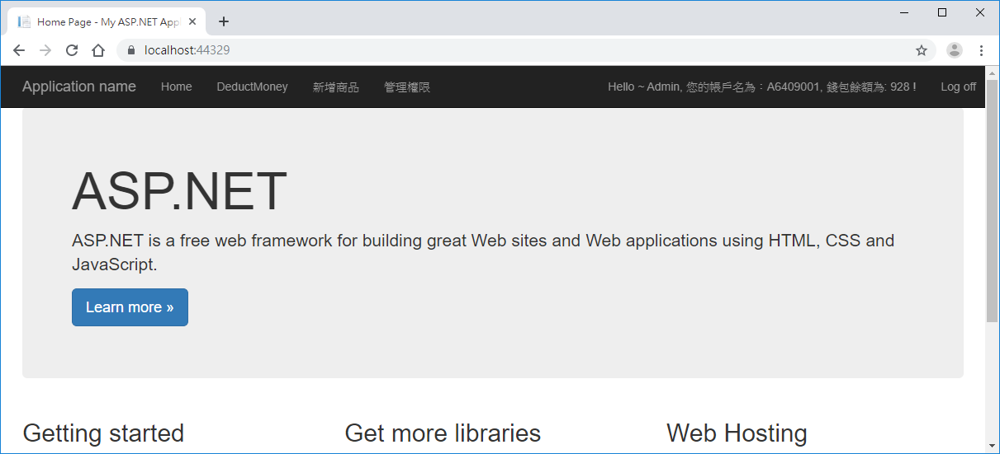 Home Page - My ASP.NET Appl
localhost:44329
Application name Home DeductMoney 新增商品 管理權限 Hello ~ Admin, 您的帳戶名為：A6409001, 錢包餘額為: 928 ! Log off
ASP.NET
ASP.NET is a free web framework for building great Web sites and Web applications using HTML, CSS and
JavaScript.
Learn more »
Getting started Get more libraries Web Hosting